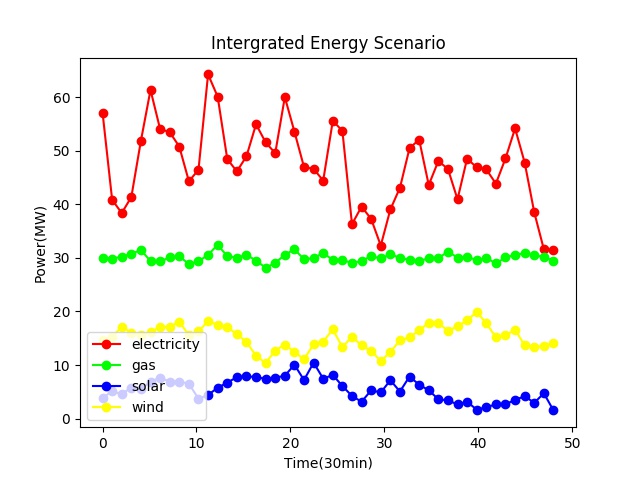 Intergrated Energy Scenario
Power(MW)
60
50
40
30
20
10
0
electricity
gas
solar
wind
0 10 20 30 40 50
Time(30min)